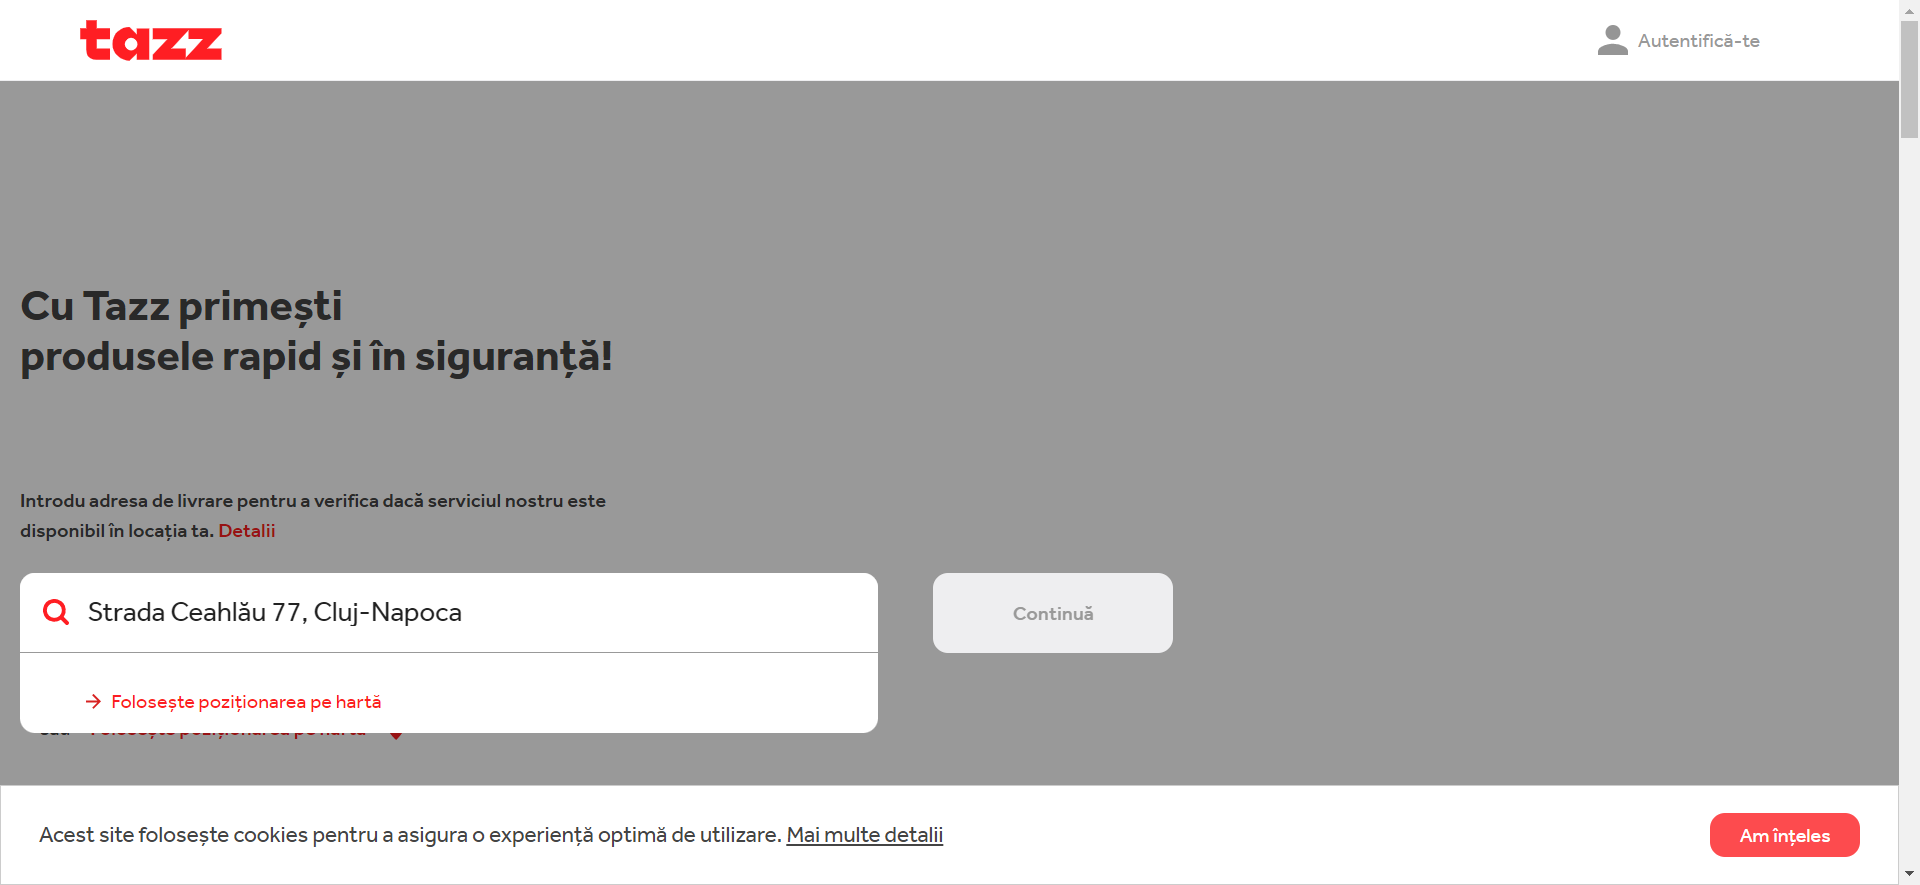 tazz
Autentifică-te
Cu Tazz primești
produsele rapid și în siguranță!
Introdu adresa de livrare pentru a verifica dacă serviciul nostru este
disponibil în locația ta. Detalii
Strada Ceahlău 77, Cluj-Napoca
Continuă
Folosește poziționarea pe hartă
Acest site folosește cookies pentru a asigura o experiență optimă de utilizare. Mai multe detalii
Am înțeles